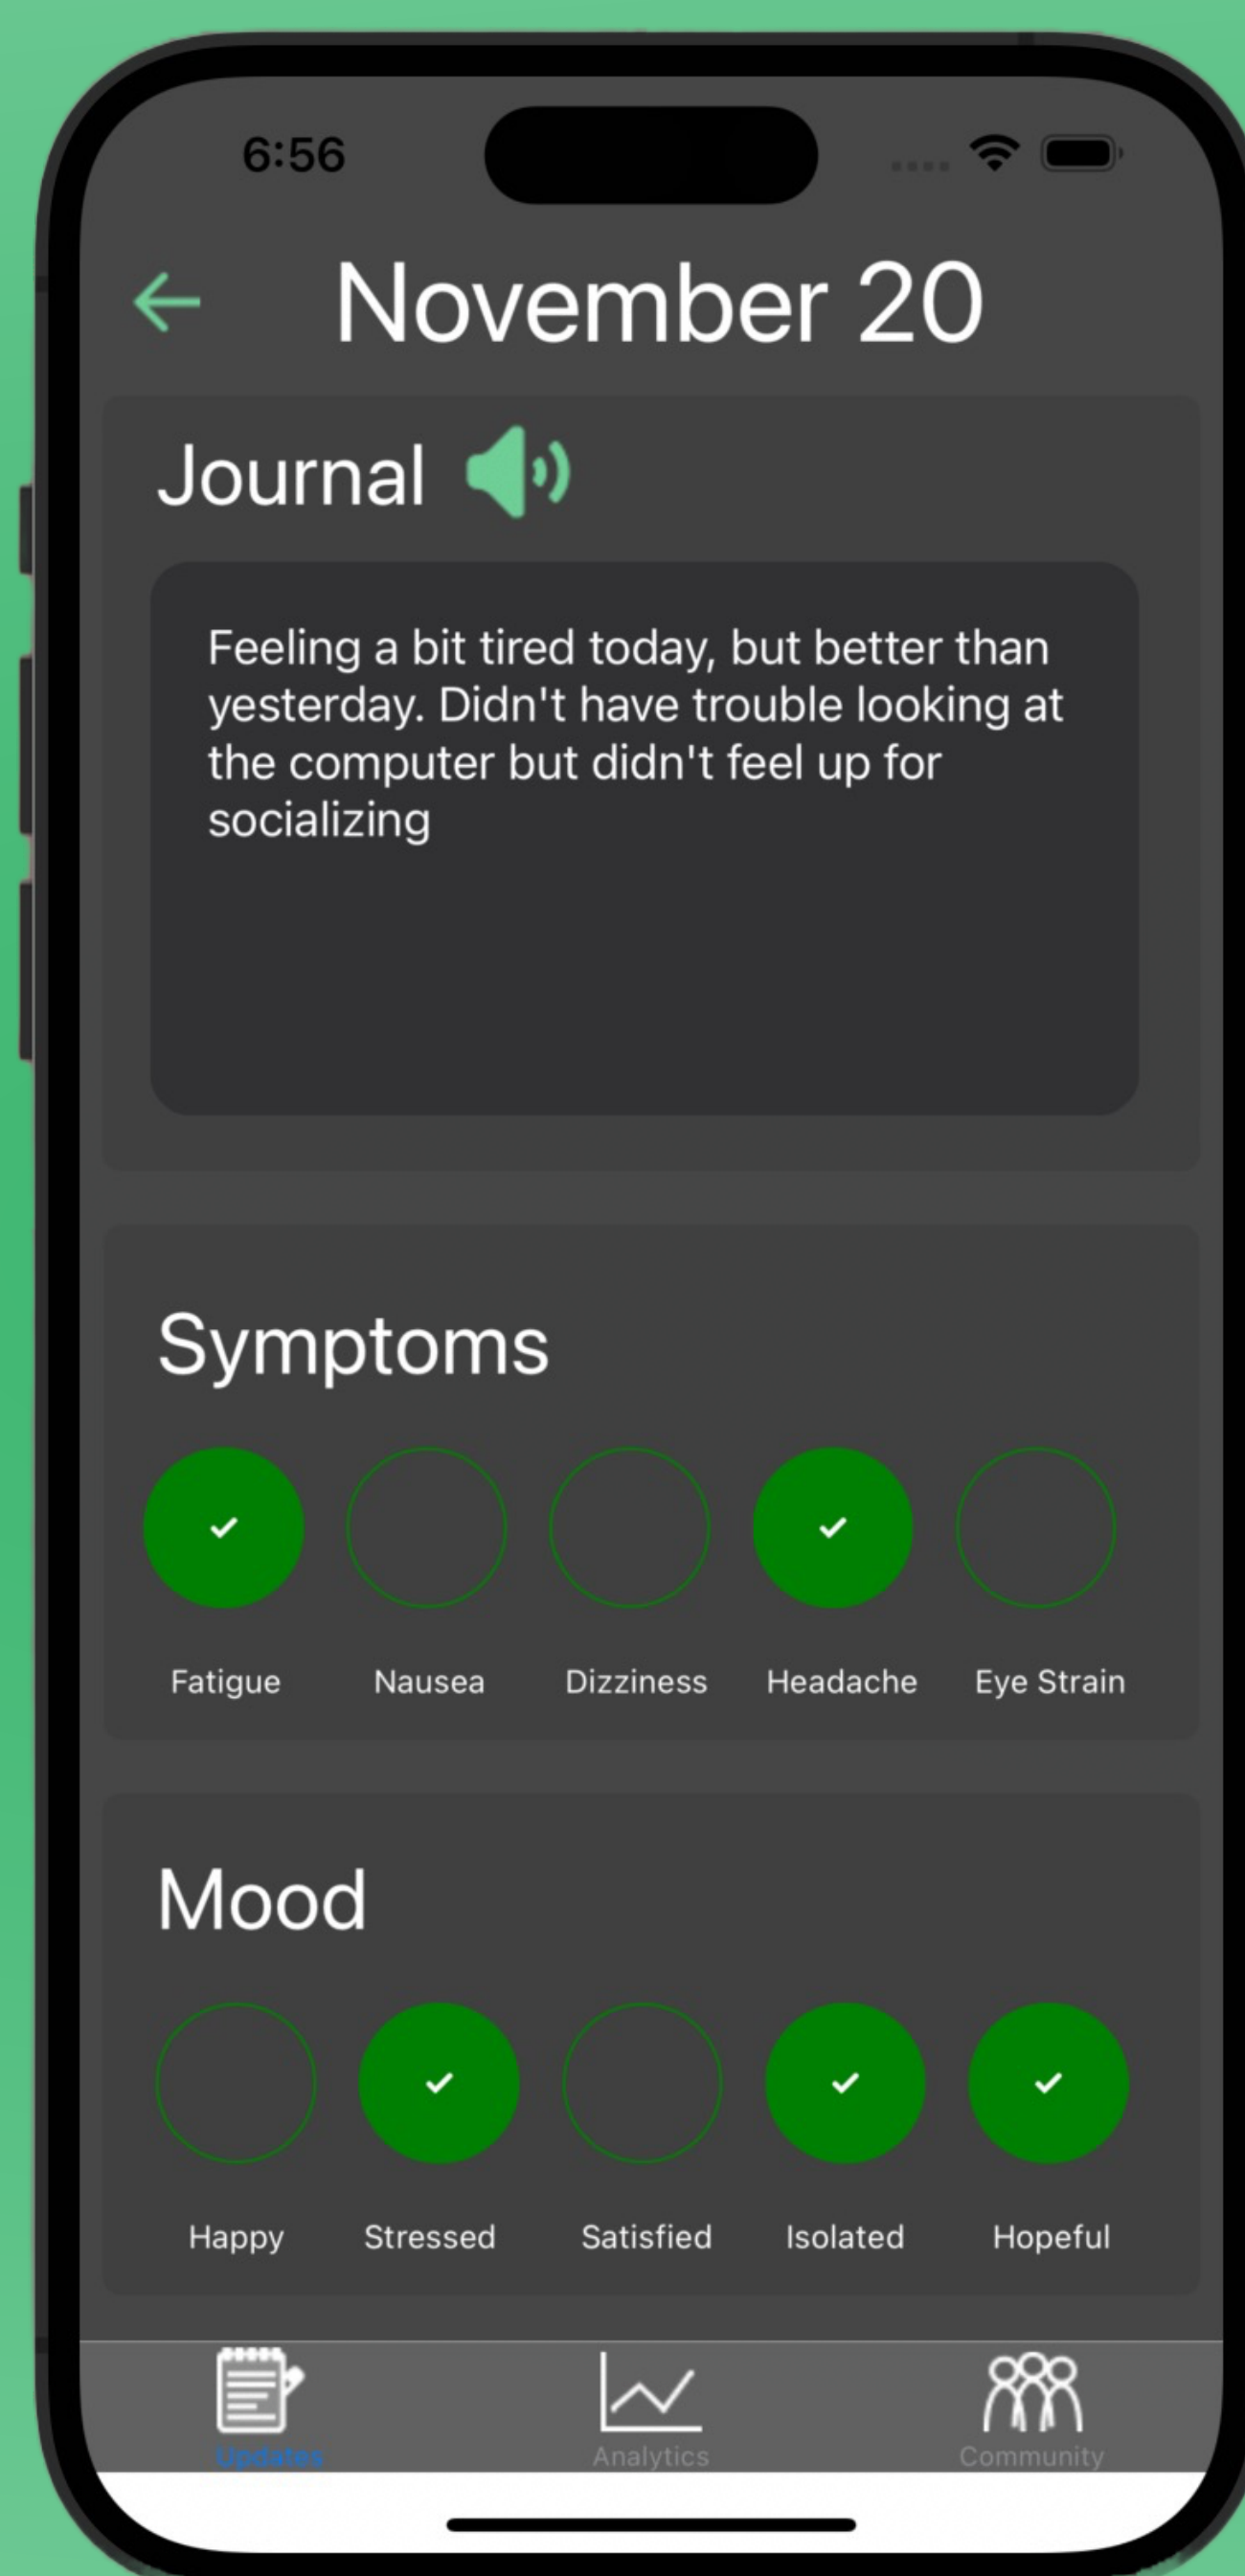 6:56
November 20
Journal
Feeling a bit tired today, but better than
yesterday. Didn't have trouble looking at
the computer but didn't feel up for
socializing
Symptoms
Fatigue Nausea Dizziness Headache Eye Strain
Mood
Happy Stressed Satisfied Isolated Hopeful
Updates Analytics Community